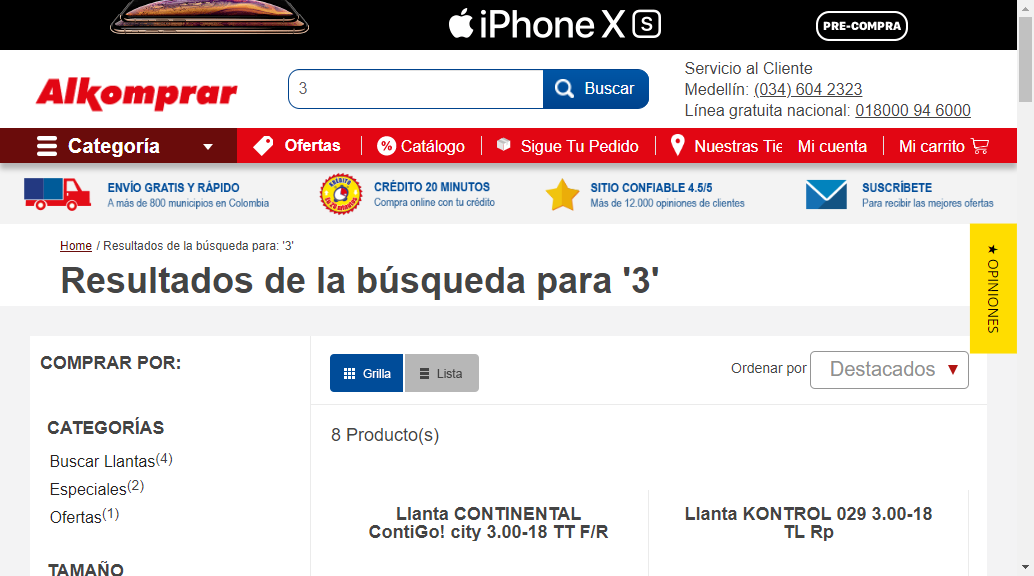 iPhone XS
PRE-COMPRA
Alkomprar
3
Buscar
Servicio al Cliente
Medellín: (034) 604 2323
Línea gratuita nacional: 018000 94 6000
Categoría
Ofertas
Catálogo
Sigue Tu Pedido
Nuestras Tie
Mi cuenta
Mi carrito
ENVÍO GRATIS Y RÁPIDO
A más de 800 municipios en Colombia
CRÉDITO 20 MINUTOS
Compra online con tu crédito
SITIO CONFIABLE 4.5/5
Más de 12.000 opiniones de clientes
SUSCRÍBETE
Para recibir las mejores ofertas
Home / Resultados de la búsqueda para: '3'
Resultados de la búsqueda para '3'
★ OPINIONES
COMPRAR POR:
Grilla
Lista
Ordenar por
Destacados
8 Producto(s)
CATEGORÍAS
Buscar Llantas(4)
Especiales(2)
Ofertas(1)
TAMAÑO
Llanta CONTINENTAL
ContiGo! city 3.00-18 TT F/R
Llanta KONTROL 029 3.00-18
TL Rp